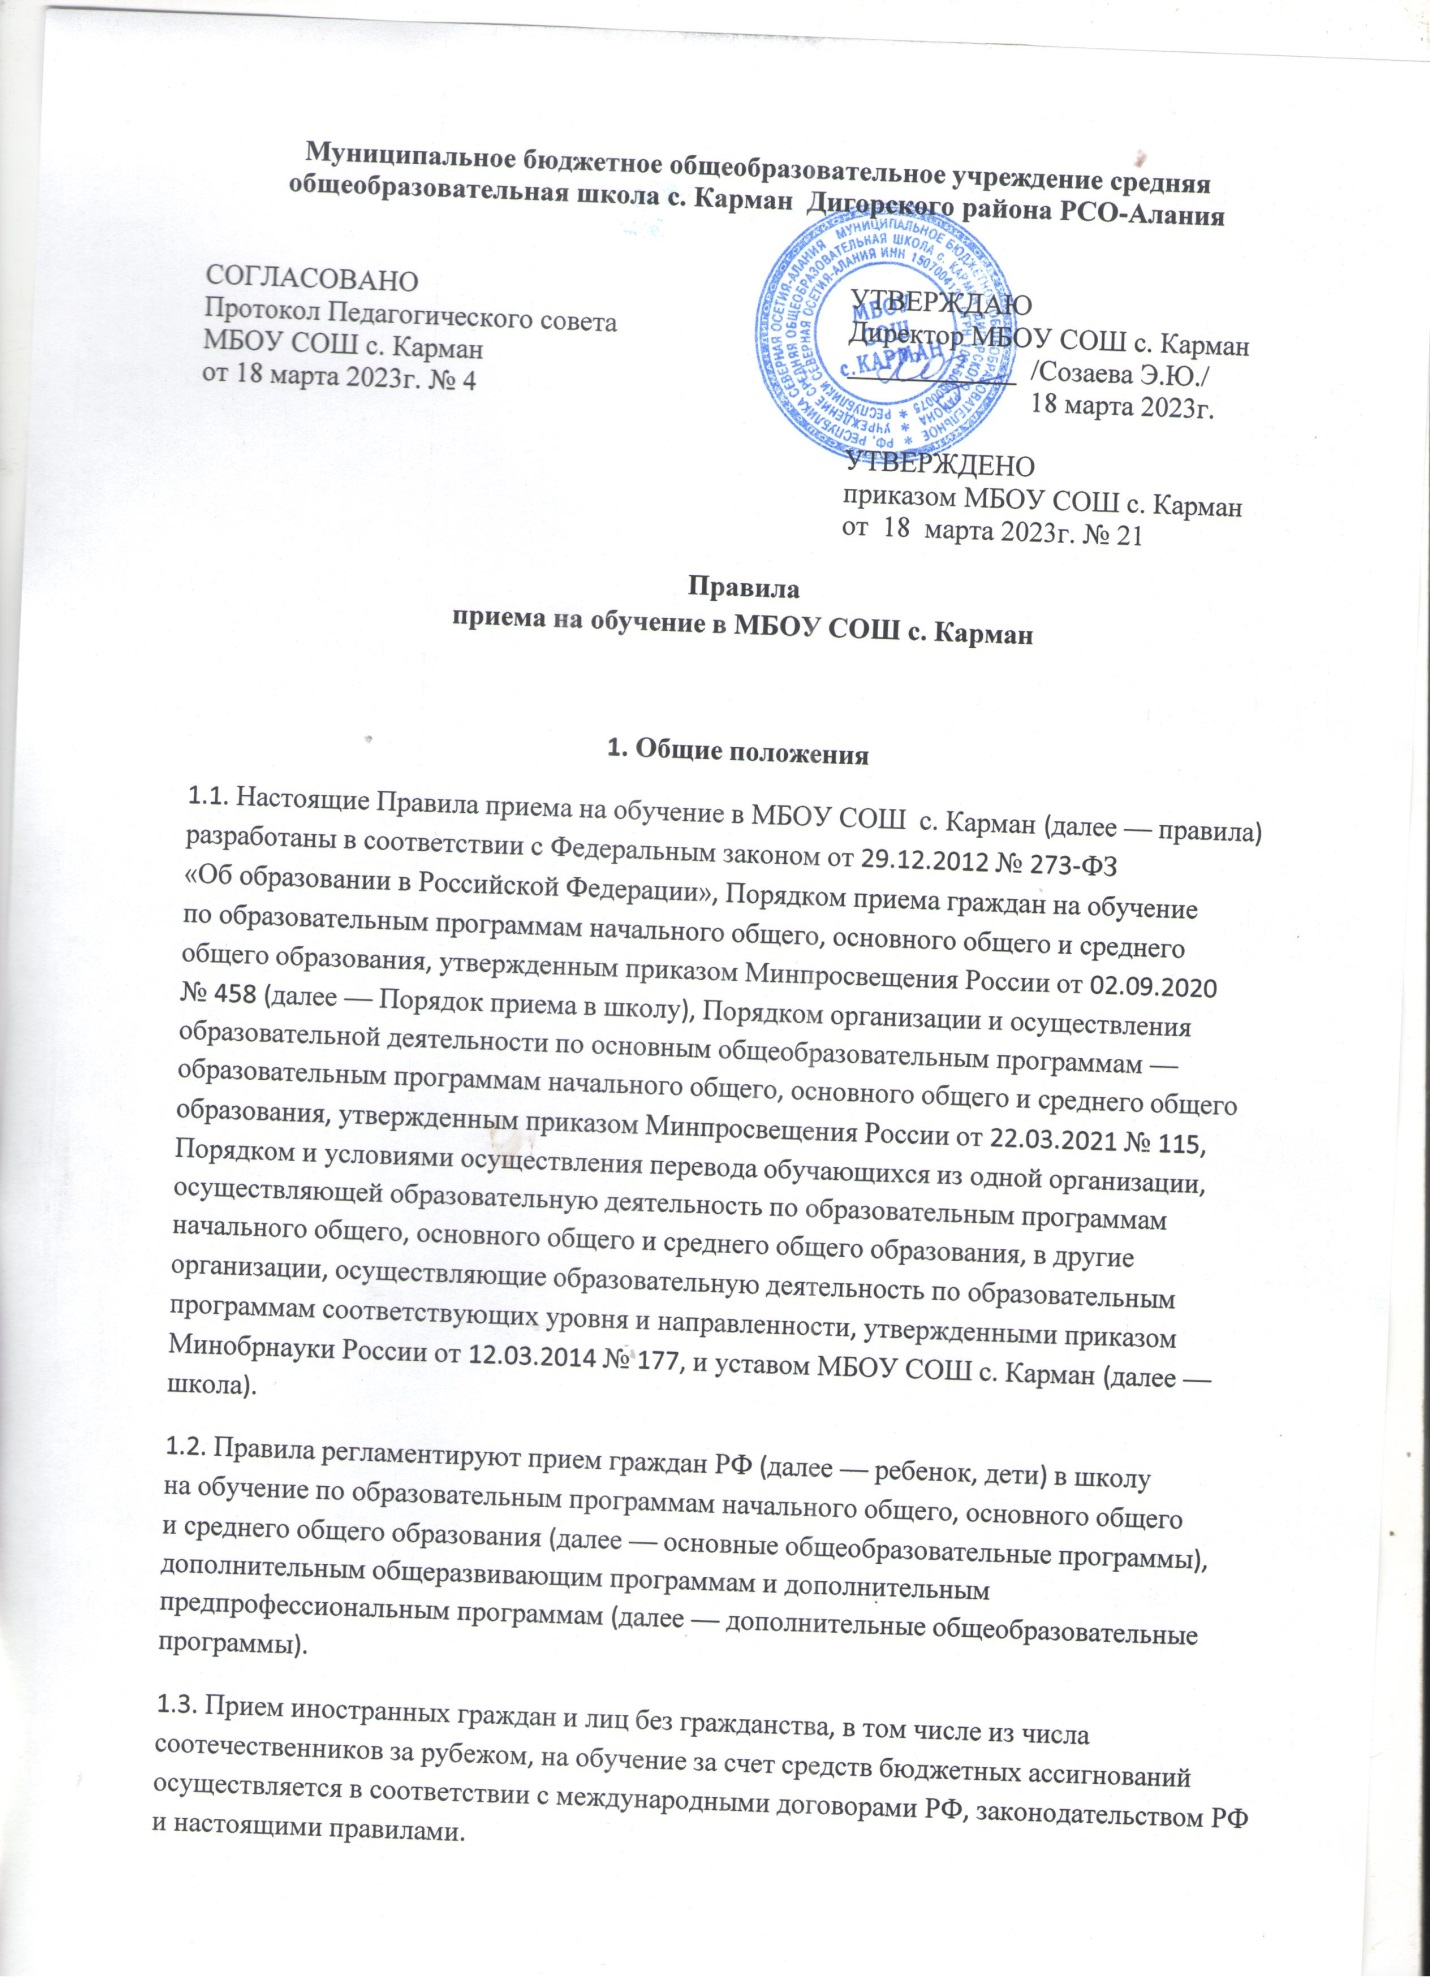 Муниципальное бюджетное общеобразовательное учреждение средняя
общеобразовательная школа с. Карман  Дигорского района РСО-Алания
СОГЛАСОВАНО
Протокол Педагогического совета
МБОУ СОШ с. Карман
от 18 марта 2023г. № 4
УТВЕРЖДАЮ
Директор МБОУ СОШ с. Карман
/Созаева Э.Ю./
18 марта 2023г.
МБОУ
СОШ
с.КАРМАН
УТВЕРЖДЕНО
приказом МБОУ СОШ с. Карман
от  18  марта 2023г. № 21
Правила
приема на обучение в МБОУ СОШ с. Карман
1. Общие положения
1.1. Настоящие Правила приема на обучение в МБОУ СОШ  с. Карман (далее — правила)
разработаны в соответствии с Федеральным законом от 29.12.2012 № 273-ФЗ
«Об образовании в Российской Федерации», Порядком приема граждан на обучение
по образовательным программам начального общего, основного общего и среднего
общего образования, утвержденным приказом Минпросвещения России от 02.09.2020
№ 458 (далее — Порядок приема в школу), Порядком организации и осуществления
образовательной деятельности по основным общеобразовательным программам —
образовательным программам начального общего, основного общего и среднего общего
образования, утвержденным приказом Минпросвещения России от 22.03.2021 № 115,
Порядком и условиями осуществления перевода обучающихся из одной организации,
осуществляющей образовательную деятельность по образовательным программам
начального общего, основного общего и среднего общего образования, в другие
организации, осуществляющие образовательную деятельность по образовательным
программам соответствующих уровня и направленности, утвержденными приказом
Минобрнауки России от 12.03.2014 № 177, и уставом МБОУ СОШ с. Карман (далее —
школа).
1.2. Правила регламентируют прием граждан РФ (далее — ребенок, дети) в школу
на обучение по образовательным программам начального общего, основного общего
и среднего общего образования (далее — основные общеобразовательные программы),
дополнительным общеразвивающим программам и дополнительным
предпрофессиональным программам (далее — дополнительные общеобразовательные
программы).
1.3. Прием иностранных граждан и лиц без гражданства, в том числе из числа
соотечественников за рубежом, на обучение за счет средств бюджетных ассигнований
осуществляется в соответствии с международными договорами РФ, законодательством РФ
и настоящими правилами.